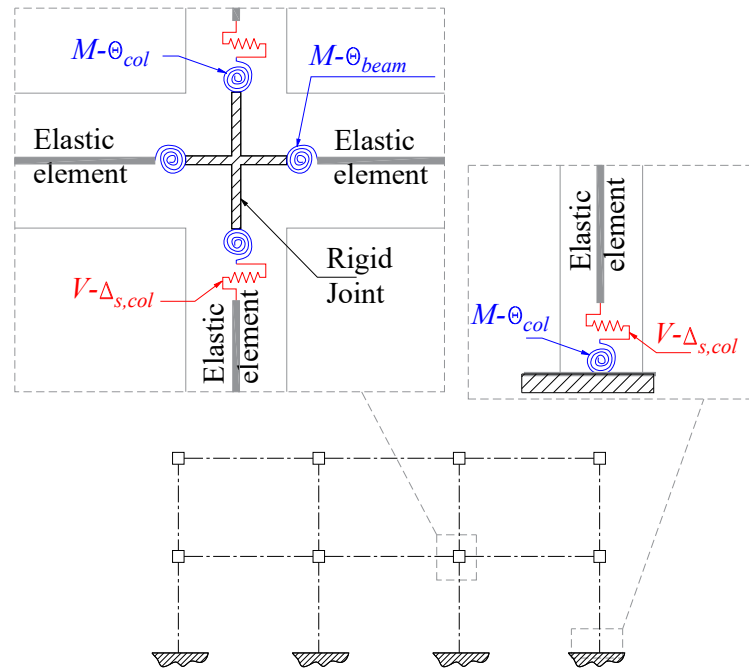 M-Θcol
M-Θbeam
Elastic
element
Elastic
element
Rigid
Joint
V-Δs,col
Elastic
element
Elastic
element
M-Θcol
V-Δs,col